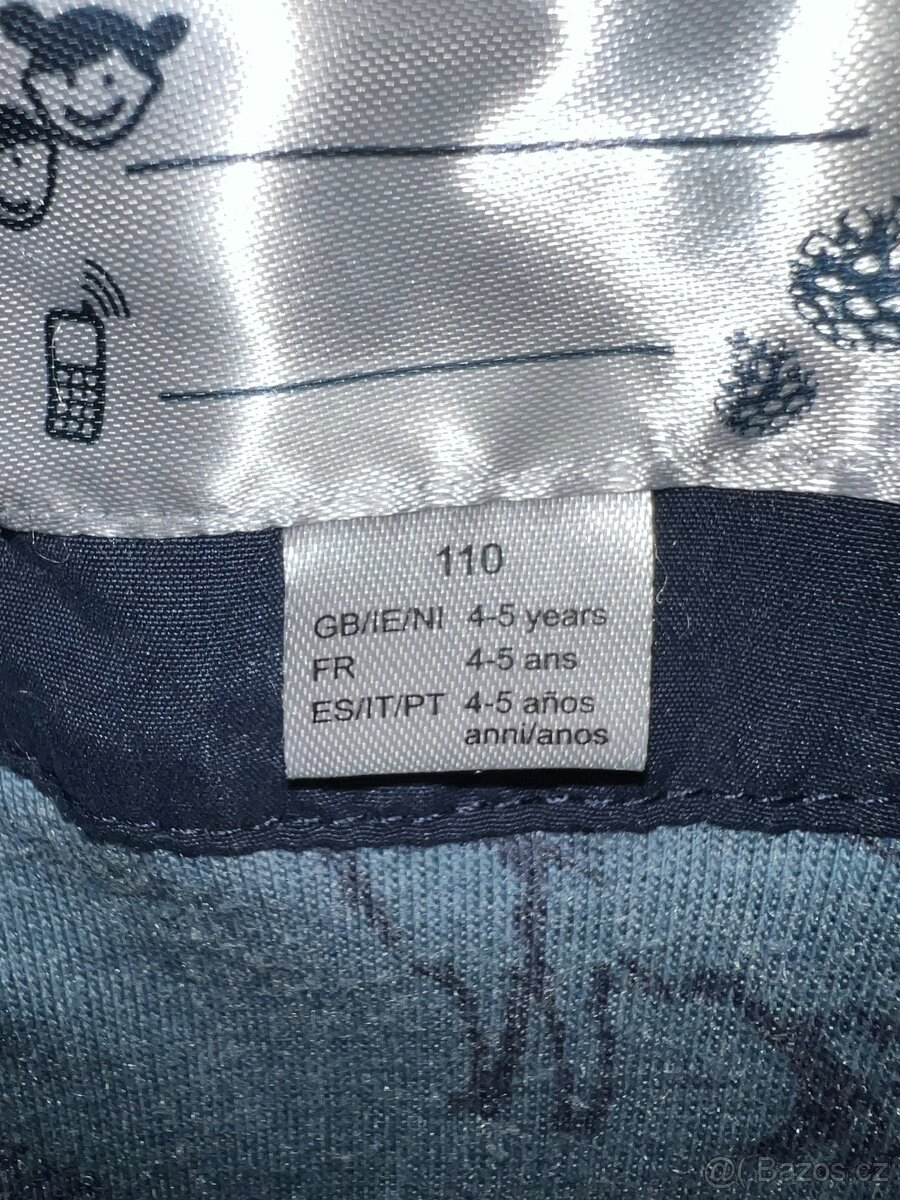 110
GB/IE/NI 4-5 years
FR 4-5 ans
ES/IT/PT 4-5 años
anni/anos
@( Bazos.cz